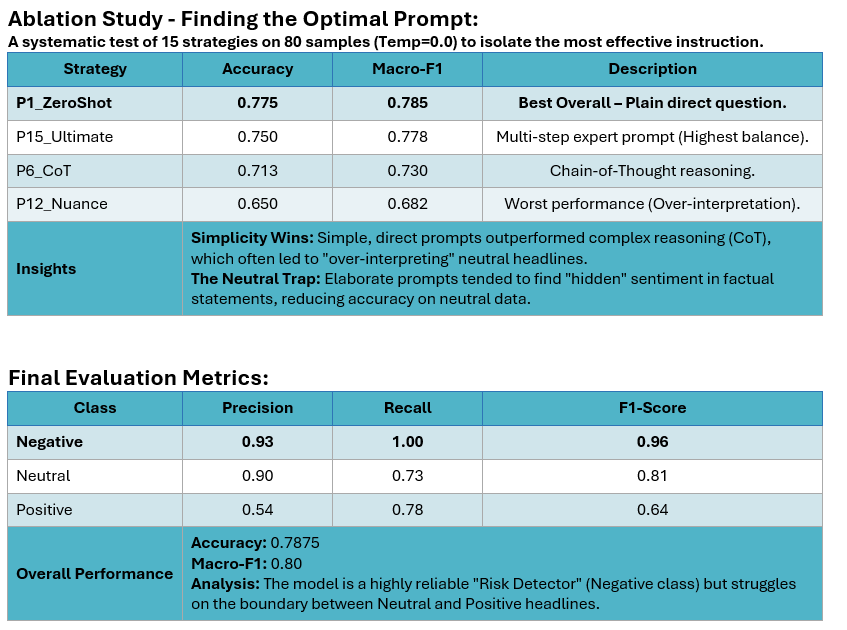 Ablation Study - Finding the Optimal Prompt:
A systematic test of 15 strategies on 80 samples (Temp=0.0) to isolate the most effective instruction.
Strategy Accuracy Macro-F1 Description
P1_ZeroShot 0.775 0.785 Best Overall – Plain direct question.
P15_Ultimate 0.750 0.778 Multi-step expert prompt (Highest balance).
P6_CoT 0.713 0.730 Chain-of-Thought reasoning.
P12_Nuance 0.650 0.682 Worst performance (Over-interpretation).
Insights
Simplicity Wins: Simple, direct prompts outperformed complex reasoning (CoT),
which often led to "over-interpreting" neutral headlines.
The Neutral Trap: Elaborate prompts tended to find "hidden" sentiment in factual
statements, reducing accuracy on neutral data.
Final Evaluation Metrics:
Class Precision Recall F1-Score
Negative 0.93 1.00 0.96
Neutral 0.90 0.73 0.81
Positive 0.54 0.78 0.64
Overall Performance
Accuracy: 0.7875
Macro-F1: 0.80
Analysis: The model is a highly reliable "Risk Detector" (Negative class) but struggles
on the boundary between Neutral and Positive headlines.